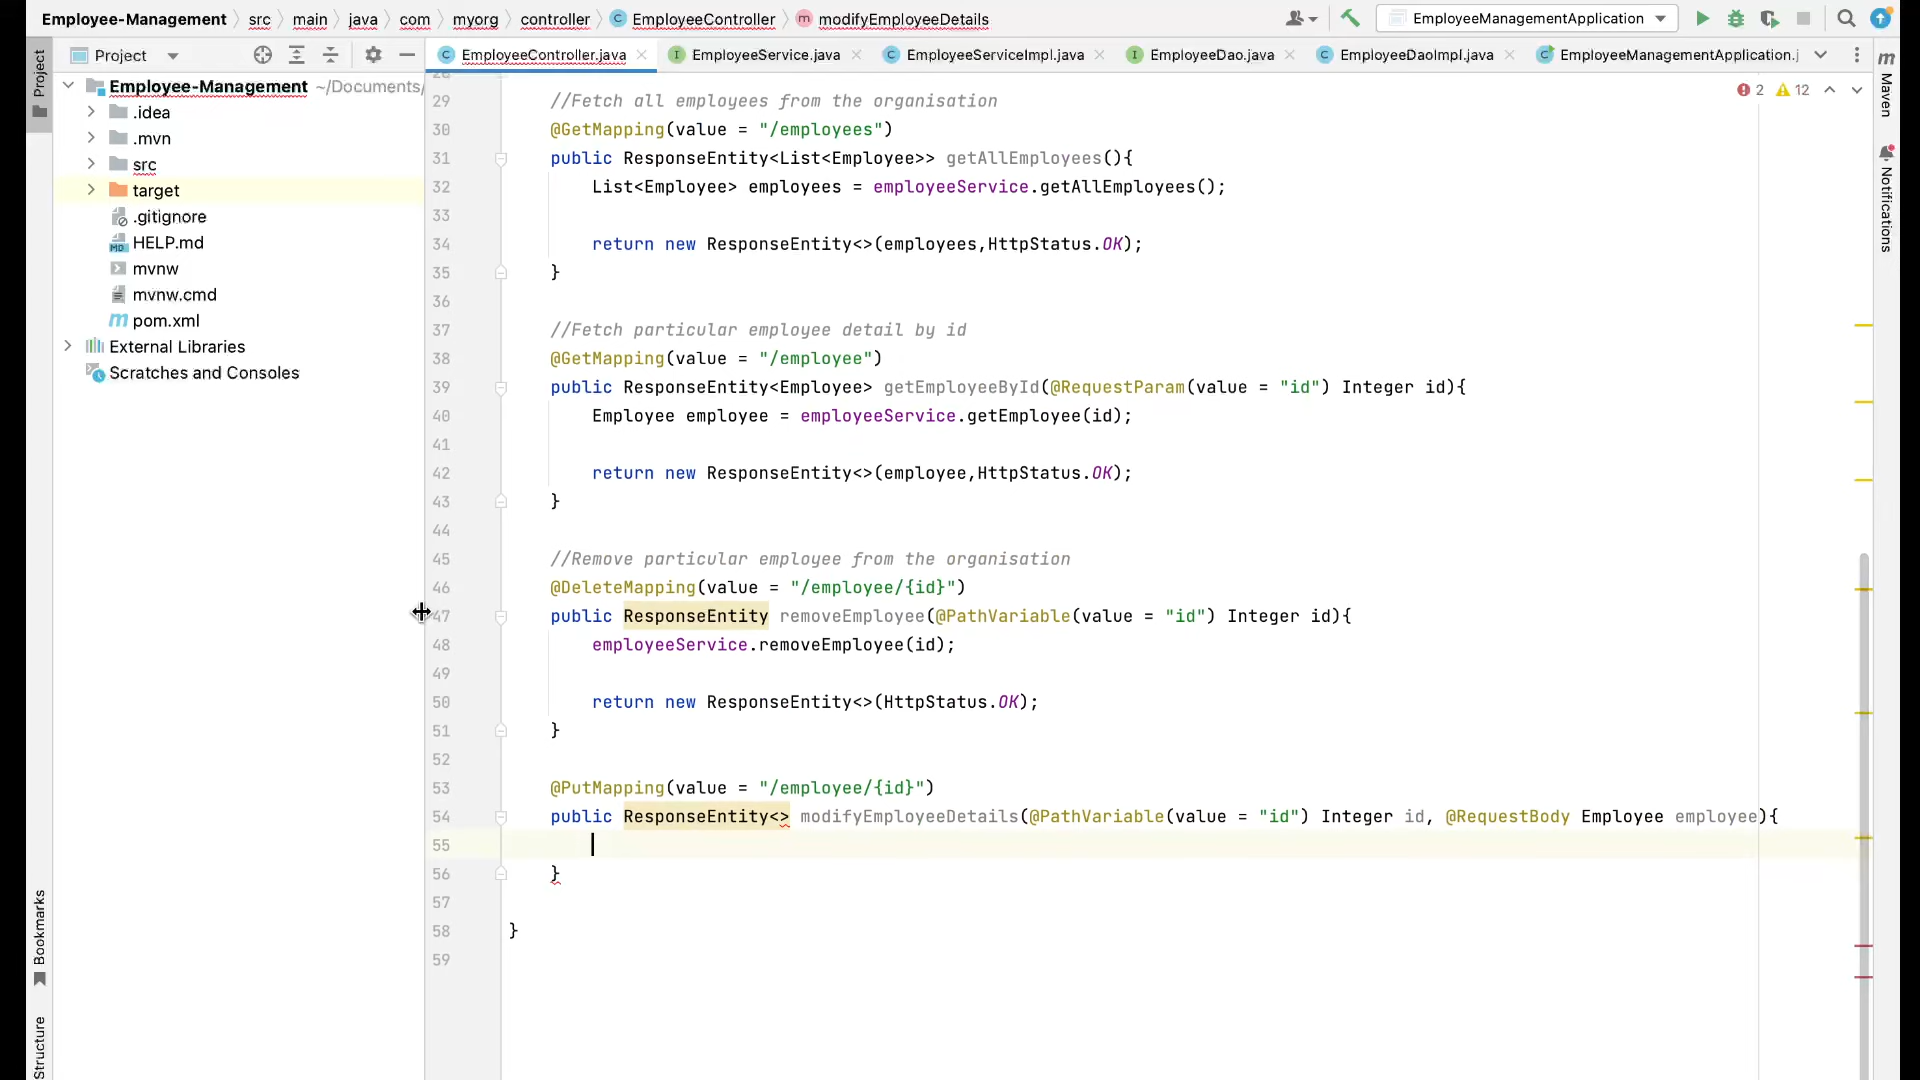 Employee-Management src main java com myorg controller EmployeeController modifyEmployeeDetails EmployeeManagementApplication
Project EmployeeController.java EmployeeService.java EmployeeServiceImpl.java EmployeeDao.java EmployeeDaoImpl.java EmployeeManagementApplication.j
Project
Maven
Notifications
Bookmarks
Structure
Employee-Management ~/Documents/
.idea
.mvn
src
target
.gitignore
HELP.md
mvnw
mvnw.cmd
pom.xml
External Libraries
Scratches and Consoles
2 12
28
29 //Fetch all employees from the organisation
30 @GetMapping(value = "/employees")
31 public ResponseEntity<List<Employee>> getAllEmployees(){
32 List<Employee> employees = employeeService.getAllEmployees();
33
34 return new ResponseEntity<>(employees,HttpStatus.OK);
35 }
36
37 //Fetch particular employee detail by id
38 @GetMapping(value = "/employee")
39 public ResponseEntity<Employee> getEmployeeById(@RequestParam(value = "id") Integer id){
40 Employee employee = employeeService.getEmployee(id);
41
42 return new ResponseEntity<>(employee,HttpStatus.OK);
43 }
44
45 //Remove particular employee from the organisation
46 @DeleteMapping(value = "/employee/{id}")
47 public ResponseEntity removeEmployee(@PathVariable(value = "id") Integer id){
48 employeeService.removeEmployee(id);
49
50 return new ResponseEntity<>(HttpStatus.OK);
51 }
52
53 @PutMapping(value = "/employee/{id}")
54 public ResponseEntity<> modifyEmployeeDetails(@PathVariable(value = "id") Integer id, @RequestBody Employee employee){
55
56 }
57
58 }
59